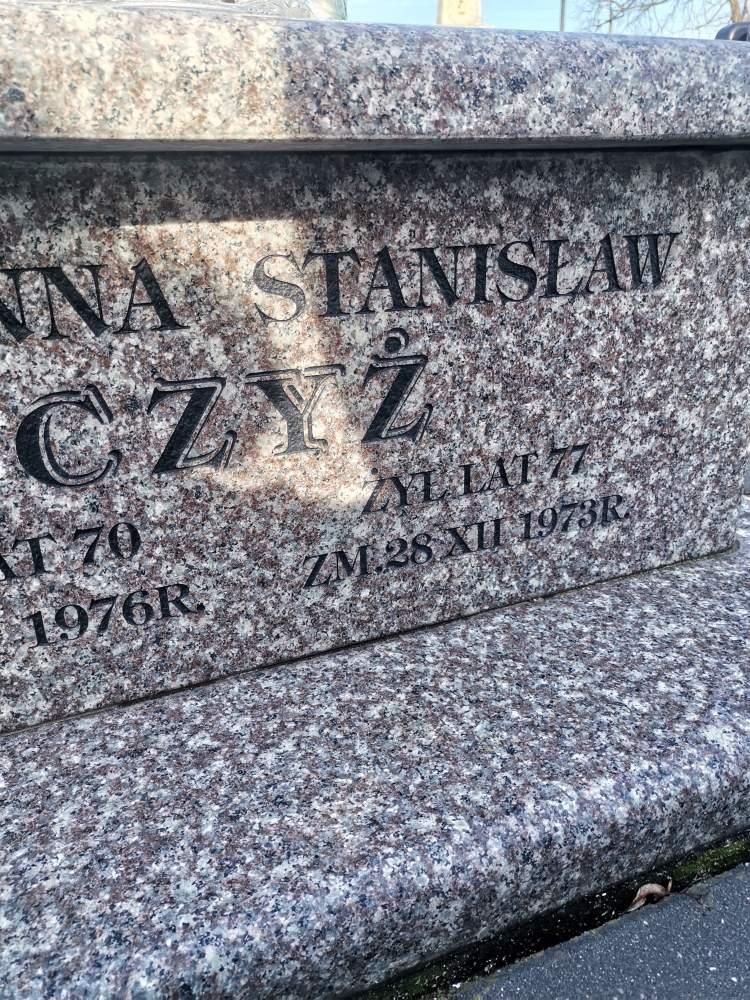 NNA STANISŁAW
CZYŻ
ŻYŁ LAT 77
AT 70
ZM.28 XII 1973R.
1976R.